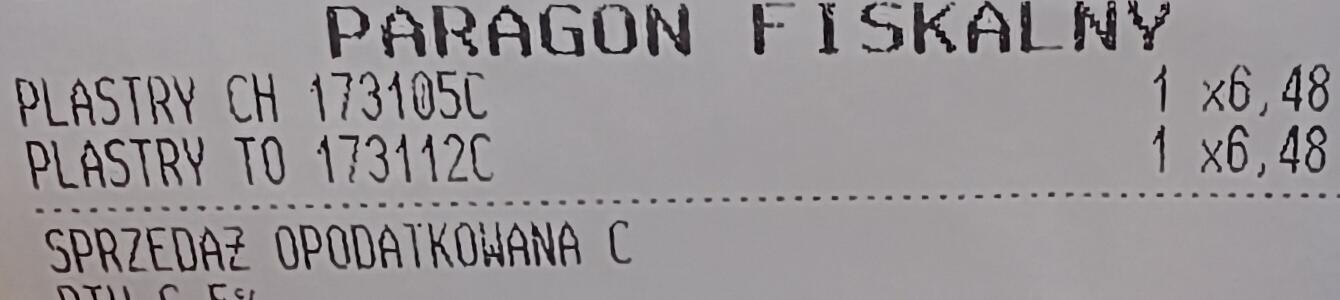 PARAGON FISKALNY
PLASTRY CH 173105C 1 x6,48
PLASTRY TO 173112C 1 x6,48
SPRZEDAŻ OPODATKOWANA C